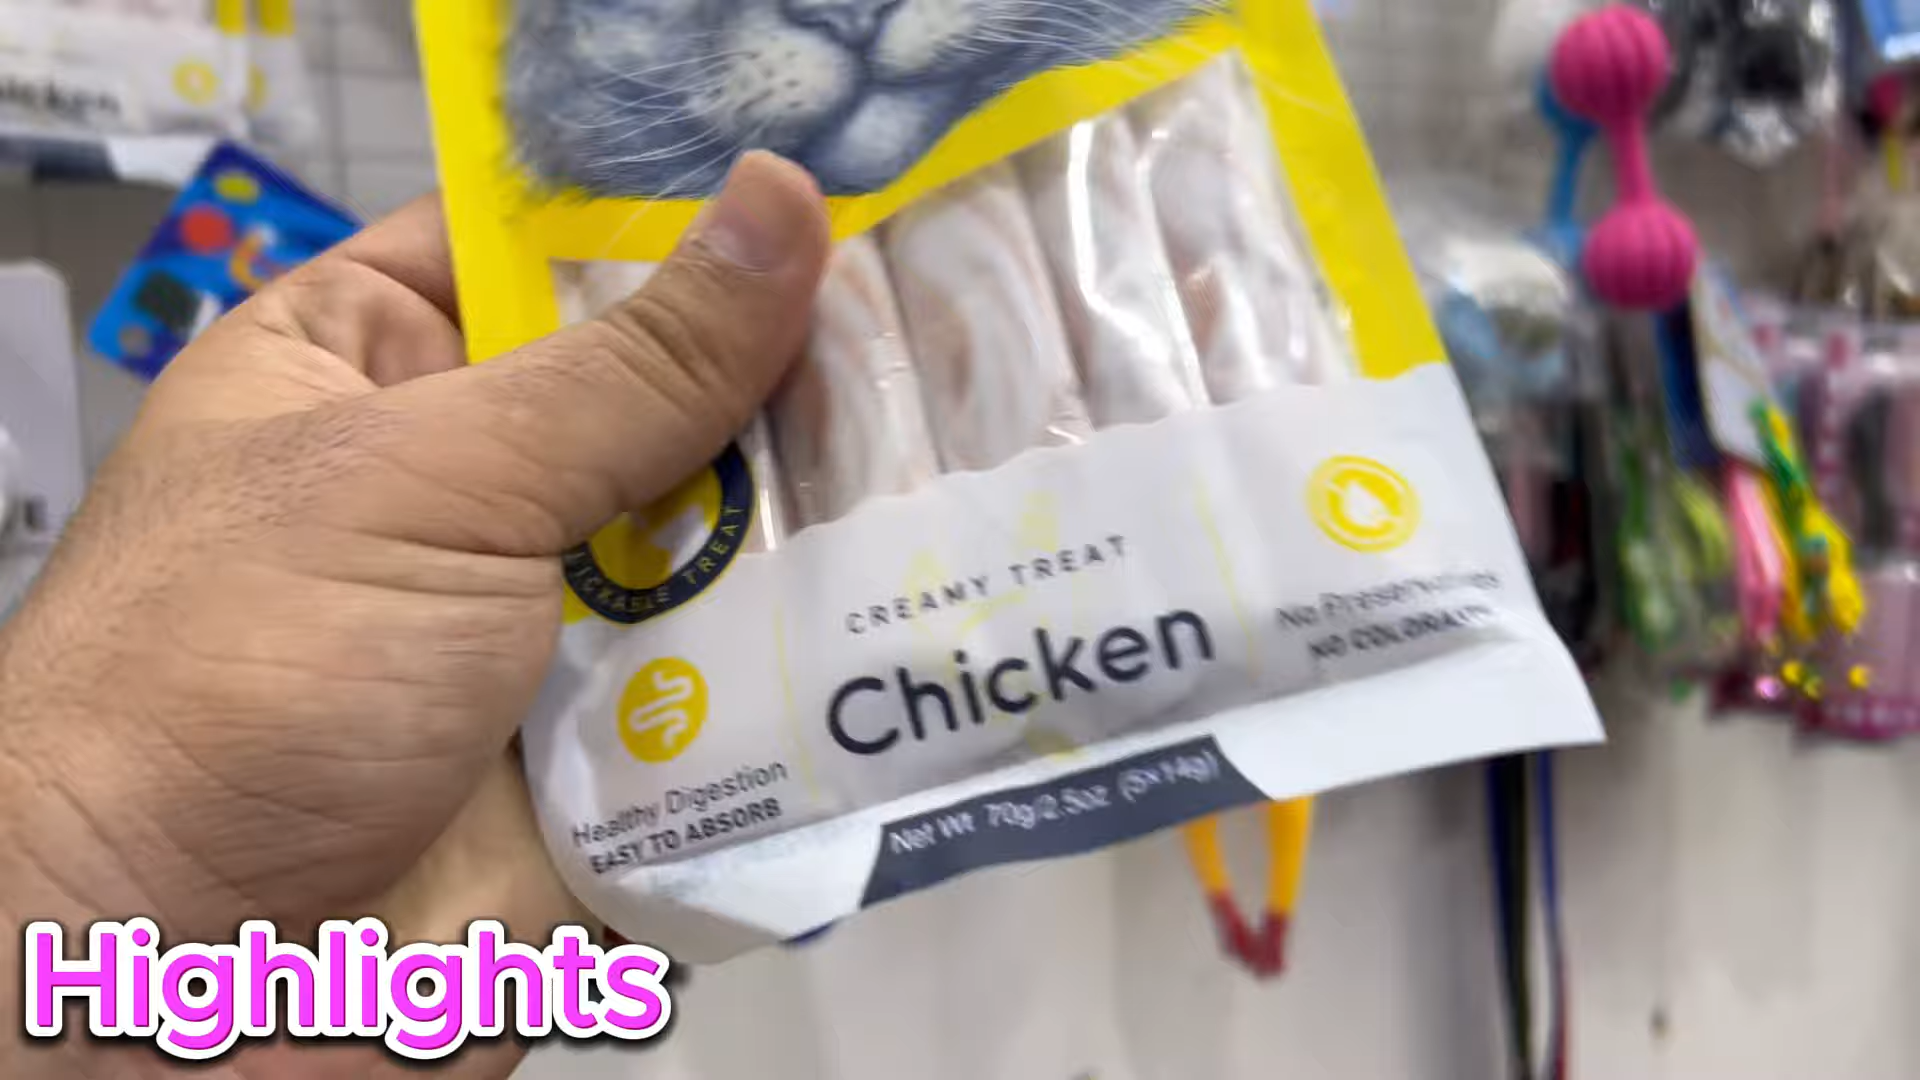 LICKABLE TREAT
CREAMY TREAT
Chicken
No Preservatives
NO COLORANTS
Healthy Digestion
EASY TO ABSORB
Net Wt 70g/2.5oz (5x14g)
Highlights